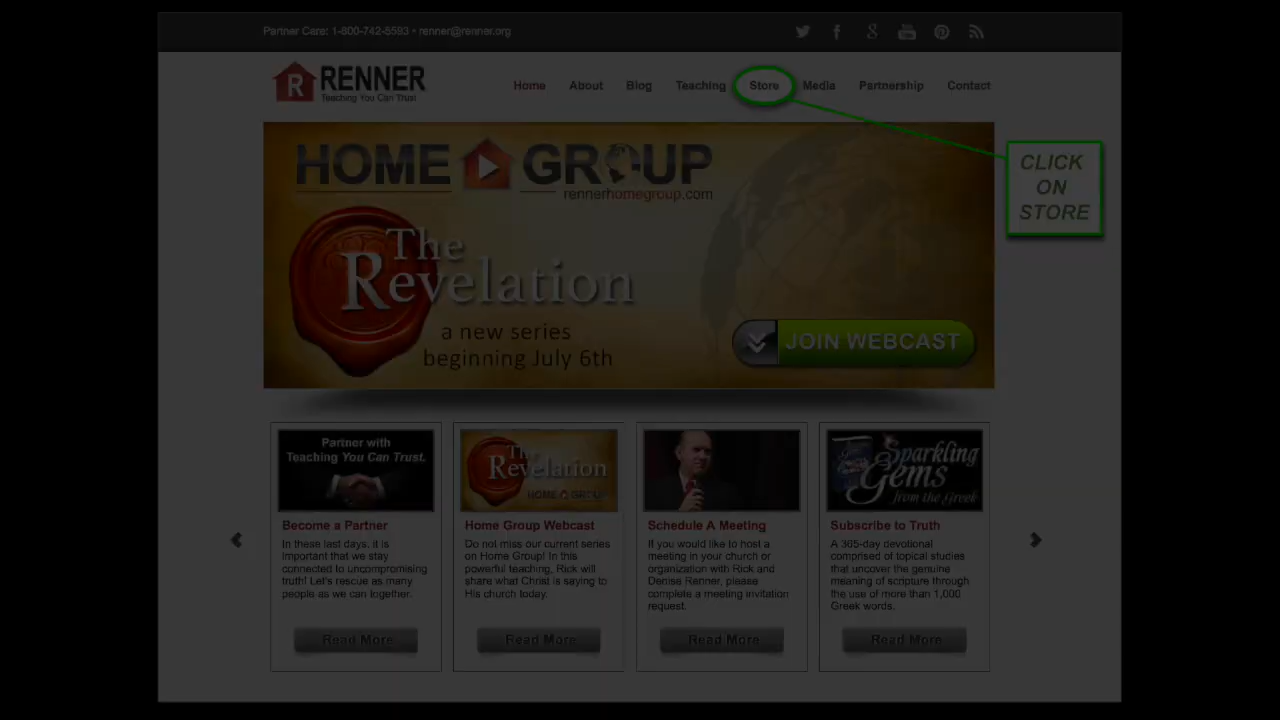 Partner Care: 1-800-742-5593 • renner@renner.org
RENNER
Teaching You Can Trust
Home About Blog Teaching Store Media Partnership Contact
CLICK
ON
STORE
HOME GROUP
rennerhomegroup.com
The
Revelation
a new series
beginning July 6th
JOIN WEBCAST
Partner with
Teaching You Can Trust.
Become a Partner
In these last days, it is
important that we stay
connected to uncompromising
truth! Let's rescue as many
people as we can together.
Read More
The
Revelation
HOME GROUP
Home Group Webcast
Do not miss our current series
on Home Group! In this
powerful teaching, Rick will
share what Christ is saying to
His church today.
Read More
Schedule A Meeting
If you would like to host a
meeting in your church or
organization with Rick and
Denise Renner, please
complete a meeting invitation
request.
Read More
Sparkling
Gems
from the Greek
Subscribe to Truth
A 365-day devotional
comprised of topical studies
that uncover the genuine
meaning of scripture through
the use of more than 1,000
Greek words.
Read More